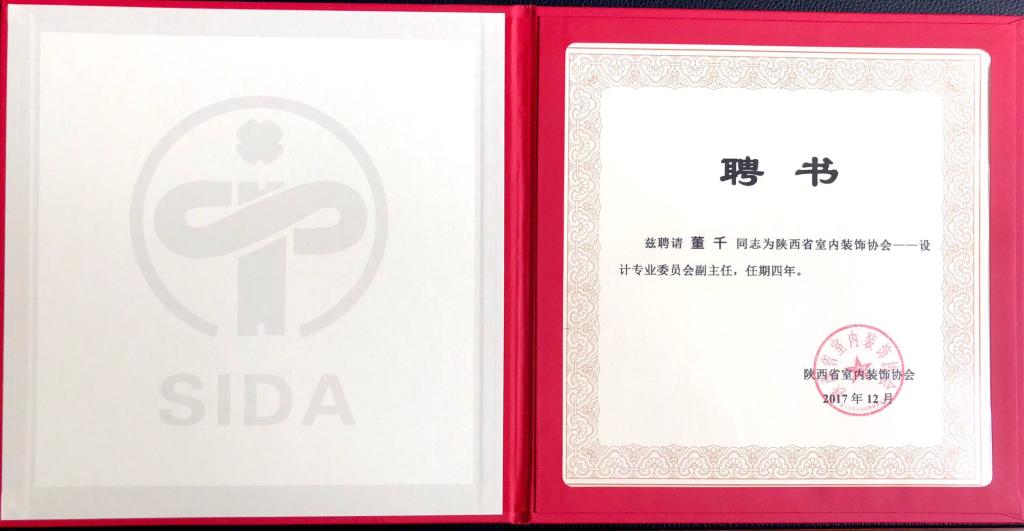 SIDA
聘 书
兹聘请 董 千 同志为陕西省室内装饰协会——设
计专业委员会副主任，任期四年。
陕西省室内装饰协会
2017 年 12 月